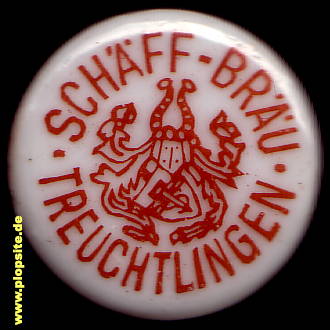 · SCHÄFF-BRÄU ·
TREUCHTLINGEN
www.plopsite.de